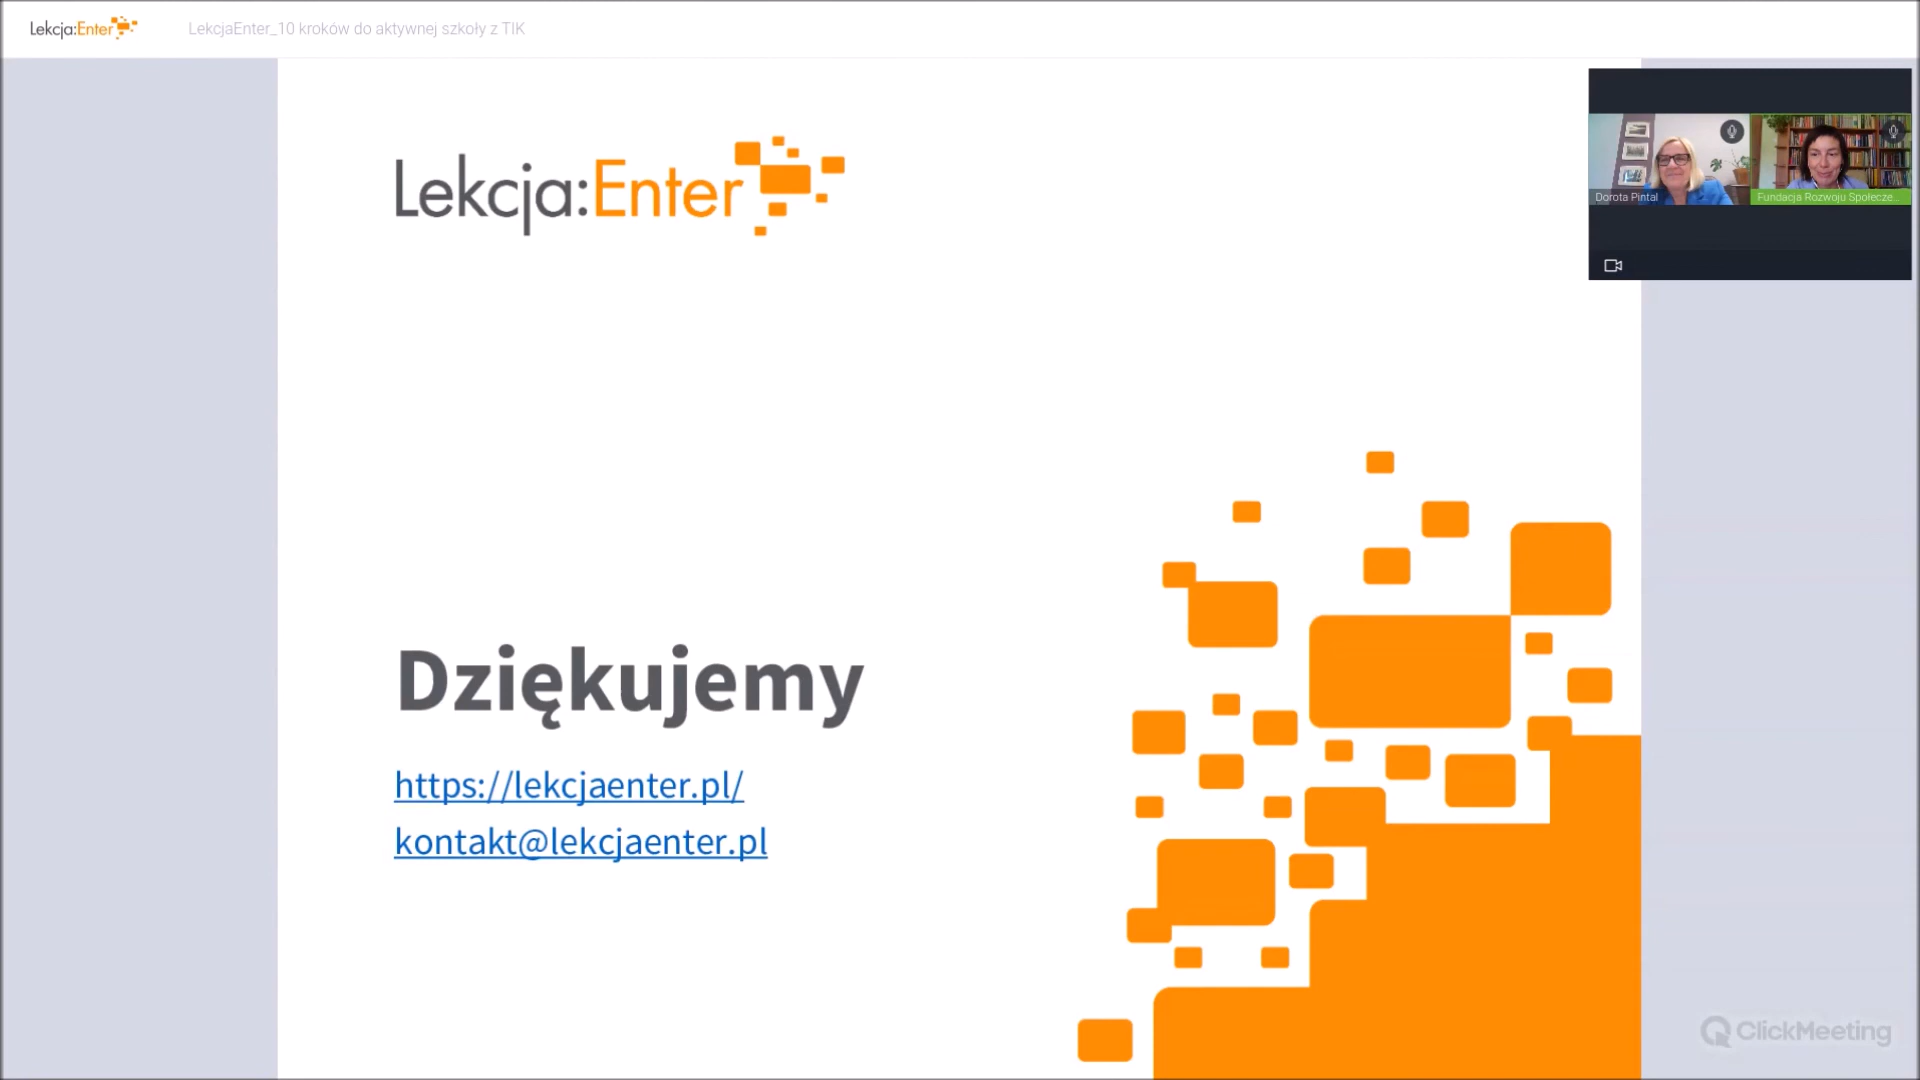 Lekcja:Enter
LekcjaEnter_10 kroków do aktywnej szkoły z TIK
Lekcja:Enter
Dorota Pintal
Fundacja Rozwoju Społecze...
Dziękujemy
https://lekcjaenter.pl/
kontakt@lekcjaenter.pl
ClickMeeting